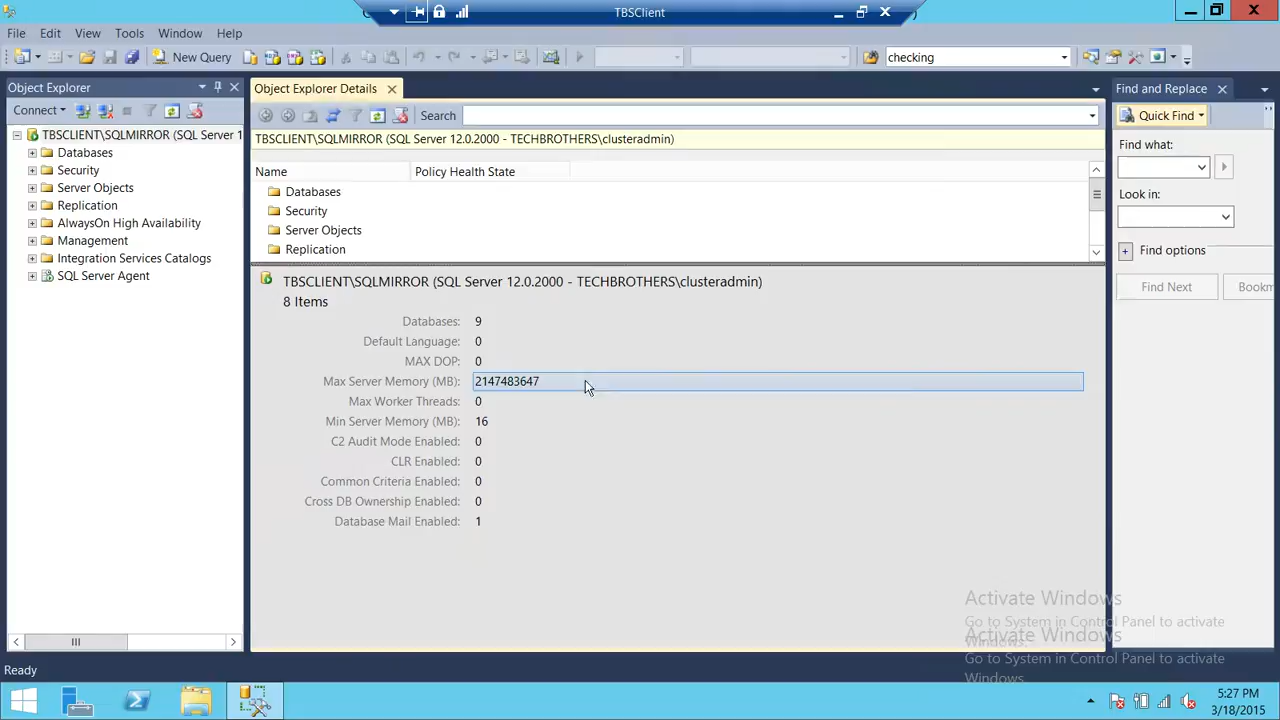 TBSClient
File Edit View Tools Window Help
New Query
checking
Object Explorer
Object Explorer Details
Find and Replace
Connect
Search
Quick Find
TBSCLIENT\SQLMIRROR (SQL Server 1
Databases
Security
Server Objects
Replication
AlwaysOn High Availability
Management
Integration Services Catalogs
SQL Server Agent
TBSCLIENT\SQLMIRROR (SQL Server 12.0.2000 - TECHBROTHERS\clusteradmin)
Name Policy Health State
Databases
Security
Server Objects
Replication
TBSCLIENT\SQLMIRROR (SQL Server 12.0.2000 - TECHBROTHERS\clusteradmin)
8 Items
Databases: 9
Default Language: 0
MAX DOP: 0
Max Server Memory (MB): 2147483647
Max Worker Threads: 0
Min Server Memory (MB): 16
C2 Audit Mode Enabled: 0
CLR Enabled: 0
Common Criteria Enabled: 0
Cross DB Ownership Enabled: 0
Database Mail Enabled: 1
Find what:
Look in:
Find options
Find Next Bookm
Activate Windows
Go to System in Control Panel to activate
Windows.
Activate Windows
Go to System in Control Panel to activate
Windows.
Ready
5:27 PM
3/18/2015